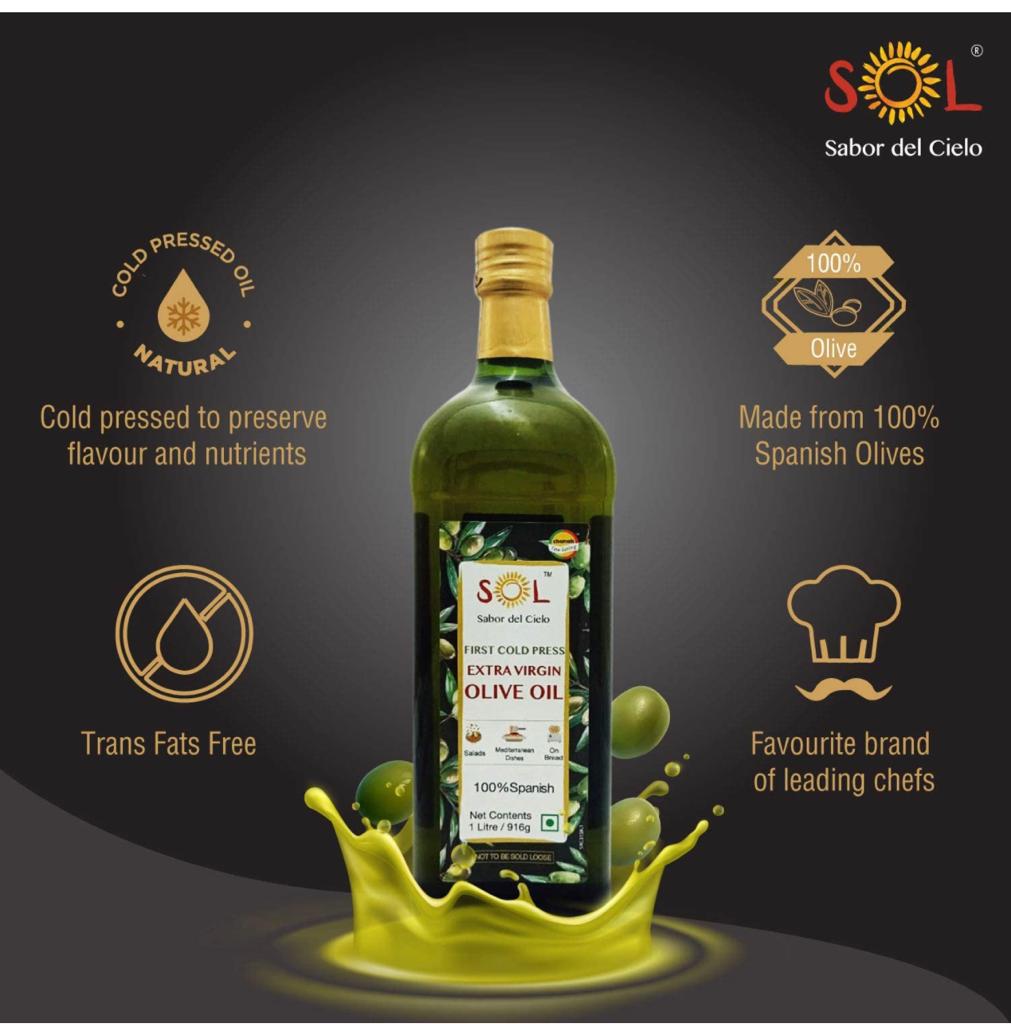 SOL®
Sabor del Cielo
COLD PRESSED OIL
NATURAL
Cold pressed to preserve
flavour and nutrients
100%
Olive
Made from 100%
Spanish Olives
Trans Fats Free
Favourite brand
of leading chefs
SOL™
Sabor del Cielo
FIRST COLD PRESS
EXTRA VIRGIN
OLIVE OIL
Salads
Mediterranean
Dishes
On
Bread
100%Spanish
Net Contents
1 Litre / 916g
NOT TO BE SOLD LOOSE